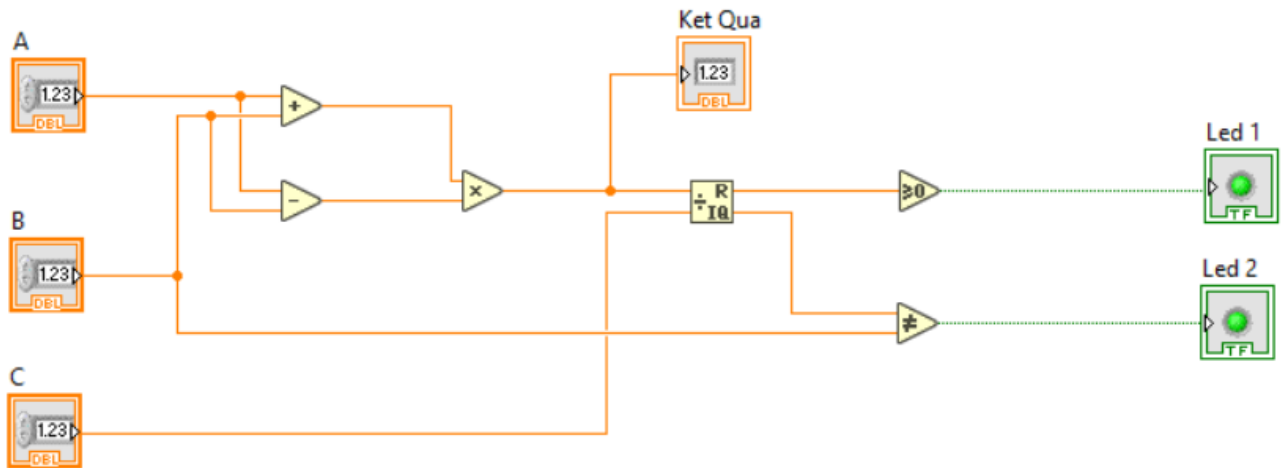 Ket Qua
A
1.23
DBL
1.23
DBL
+
-
×
Led 1
TF
÷ R
IQ
≥0
B
1.23
DBL
Led 2
TF
≠
C
1.23
DBL